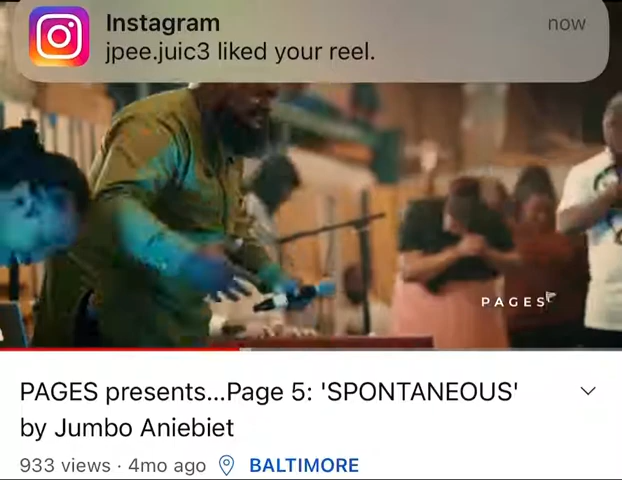 Instagram
now
jpee.juic3 liked your reel.
PAGES
PAGES presents...Page 5: 'SPONTANEOUS'
by Jumbo Aniebiet
933 views · 4mo ago
BALTIMORE